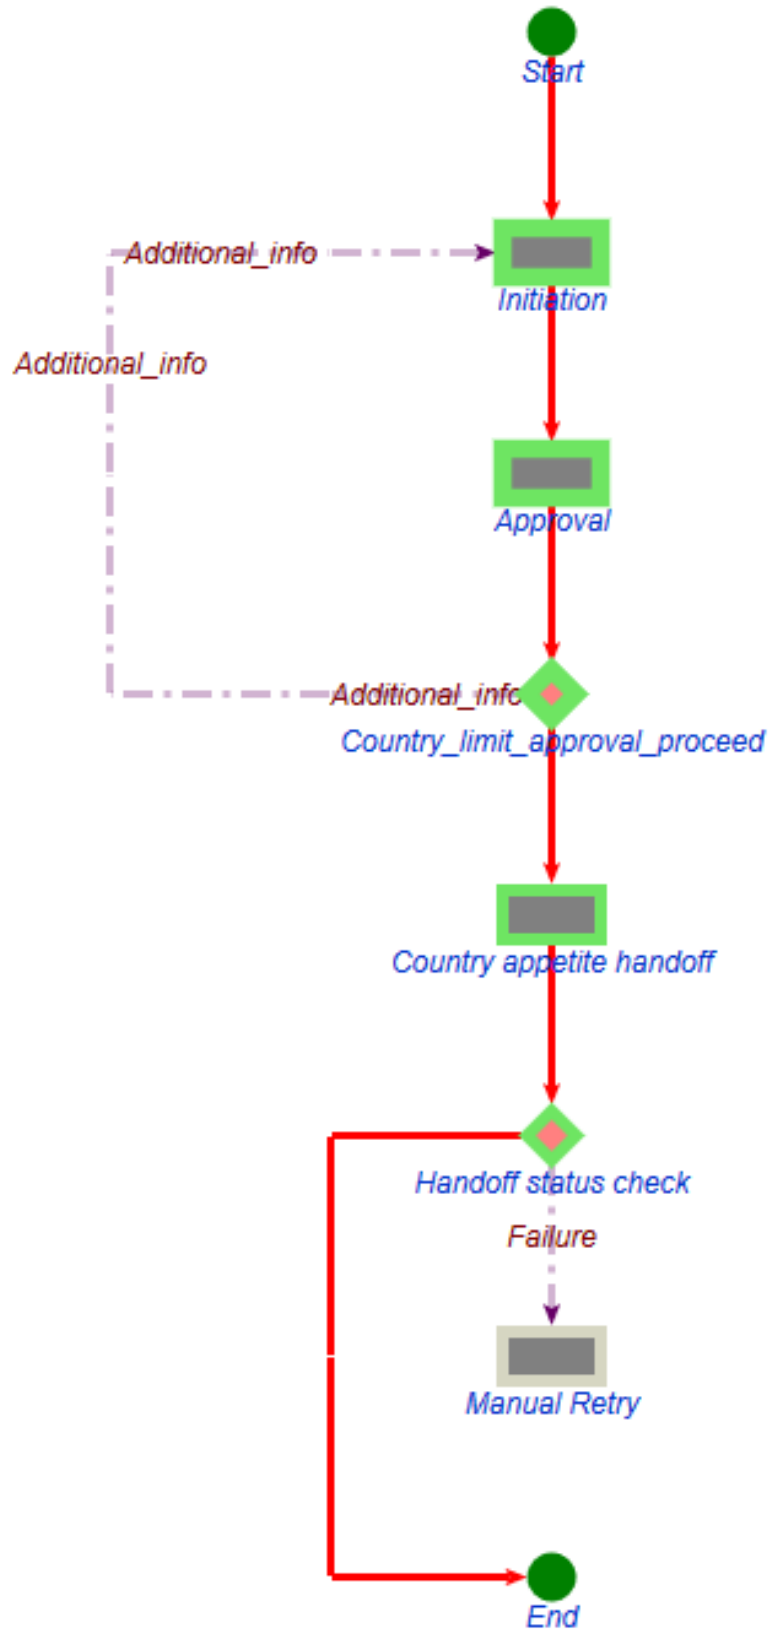 Start
Additional_info
Initiation
Additional_info
Approval
Additional_info
Country_limit_approval_proceed
Country appetite handoff
Handoff status check
Failure
Manual Retry
End